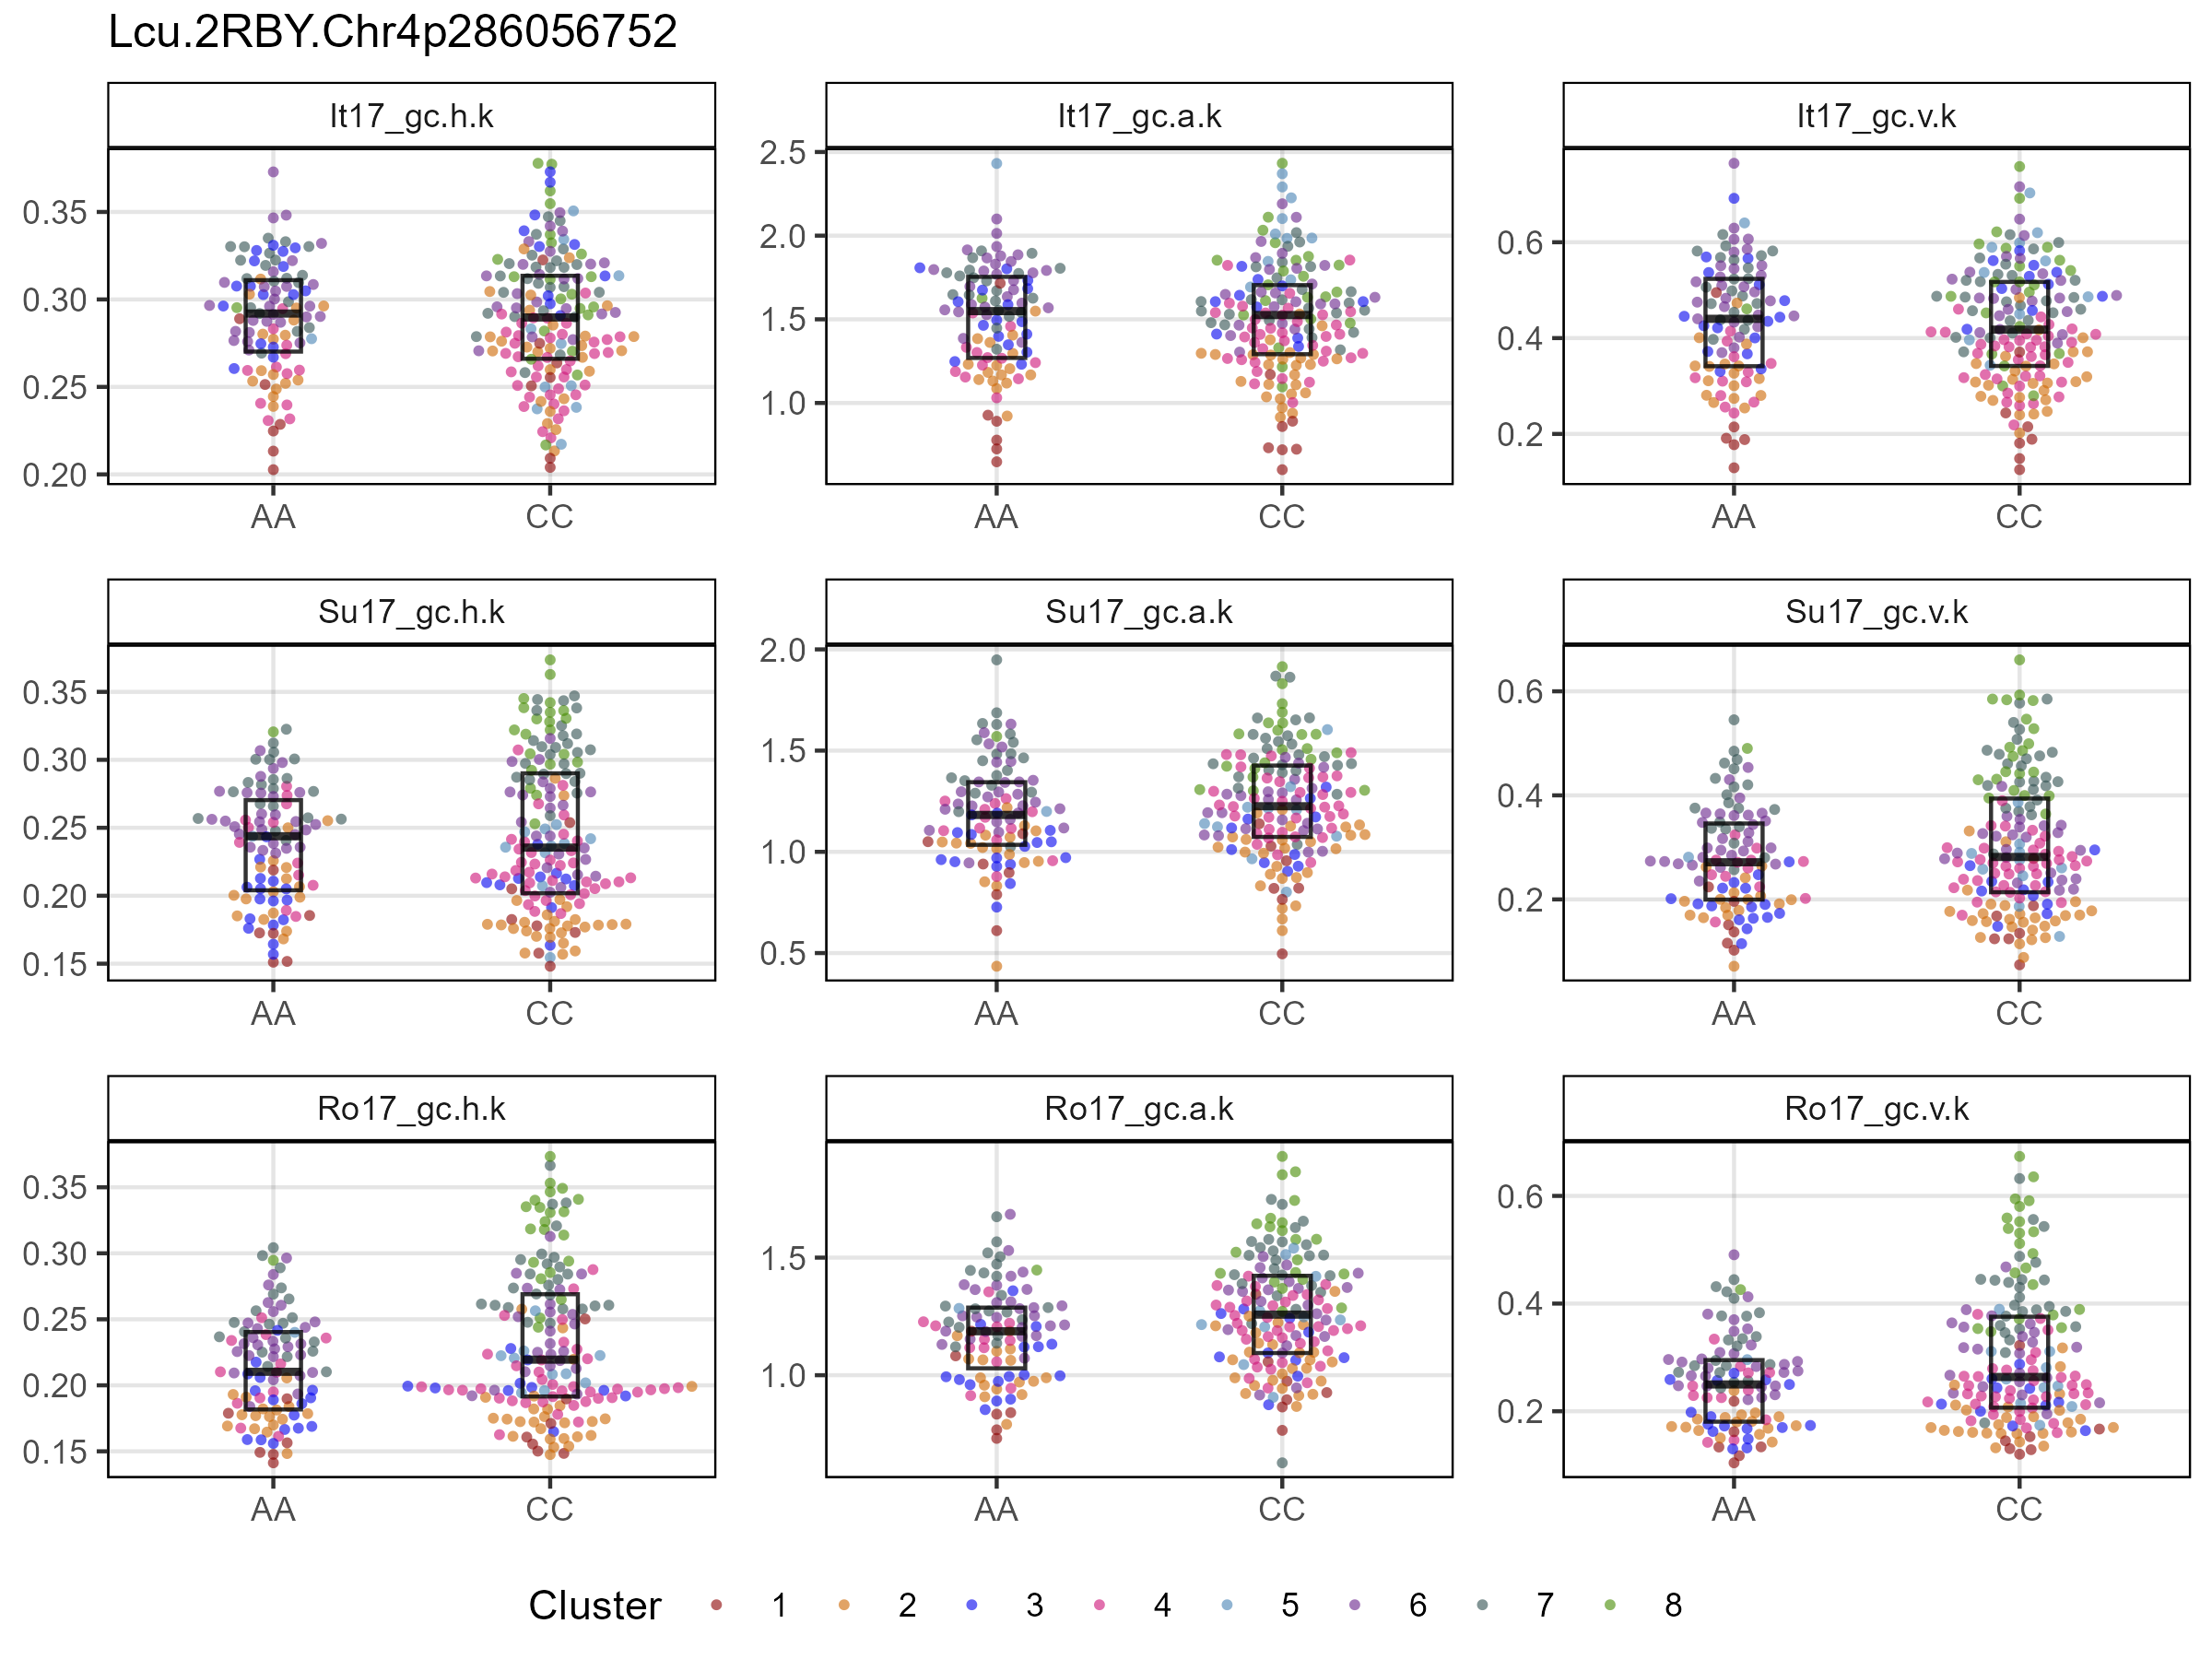 Lcu.2RBY.Chr4p286056752
It17_gc.h.k
It17_gc.a.k
It17_gc.v.k
0.35
0.30
0.25
0.20
2.5
2.0
1.5
1.0
0.6
0.4
0.2
AA CC
AA CC
AA CC
Su17_gc.h.k
Su17_gc.a.k
Su17_gc.v.k
0.35
0.30
0.25
0.20
0.15
2.0
1.5
1.0
0.5
0.6
0.4
0.2
AA CC
AA CC
AA CC
Ro17_gc.h.k
Ro17_gc.a.k
Ro17_gc.v.k
0.35
0.30
0.25
0.20
0.15
1.5
1.0
0.6
0.4
0.2
AA CC
AA CC
AA CC
Cluster 1 2 3 4 5 6 7 8